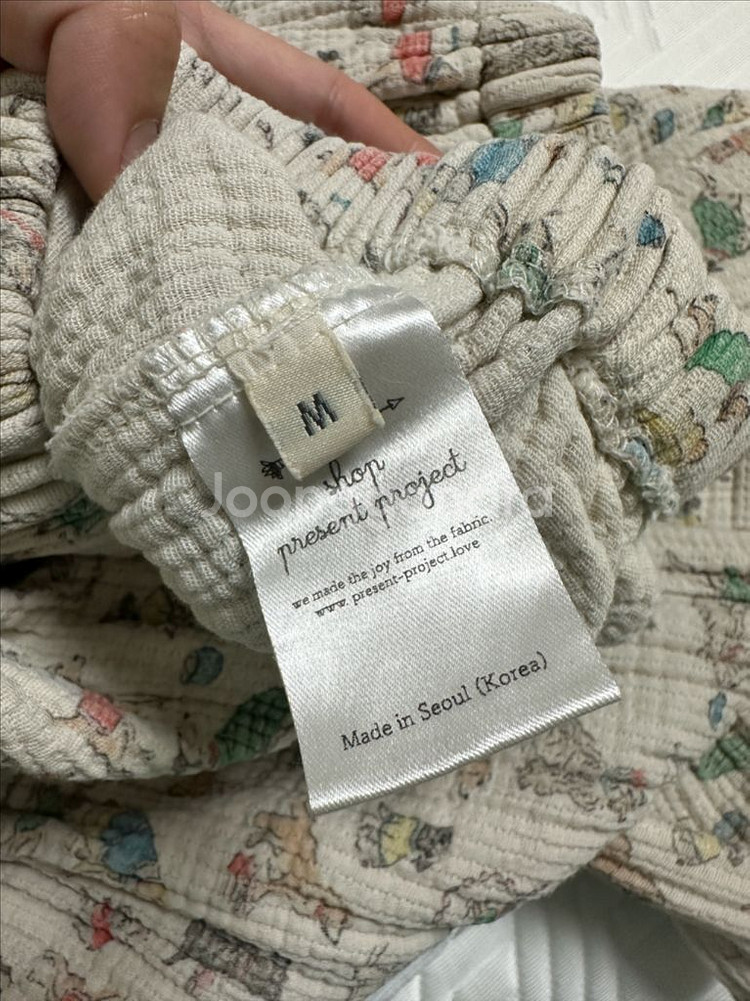 M
shop
present project
we made the joy from the fabric.
www. present-project.love
Made in Seoul (Korea)